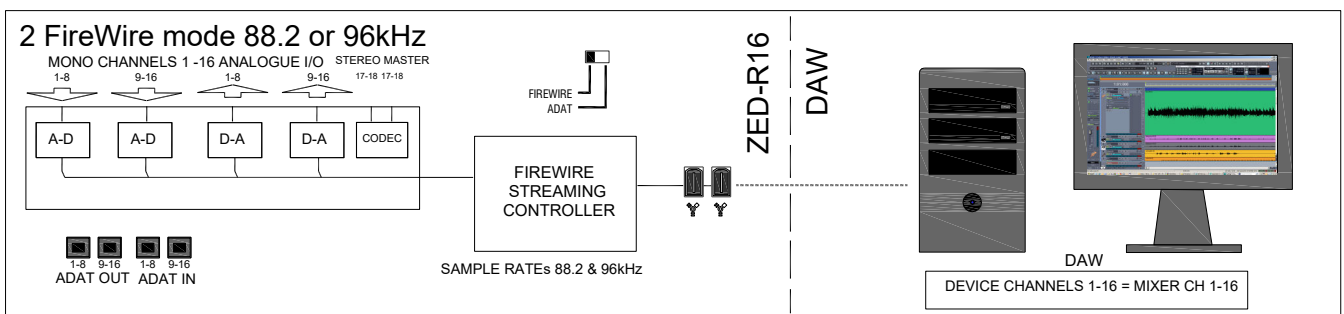 2 FireWire mode 88.2 or 96kHz
MONO CHANNELS 1 -16 ANALOGUE I/O
STEREO MASTER
1-8
9-16
1-8
9-16
17-18 17-18
A-D
A-D
D-A
D-A
CODEC
FIREWIRE
ADAT
FIREWIRE
STREAMING
CONTROLLER
SAMPLE RATEs 88.2 & 96kHz
1-8
9-16
1-8
9-16
ADAT OUT
ADAT IN
ZED-R16
DAW
DAW
DEVICE CHANNELS 1-16 = MIXER CH 1-16